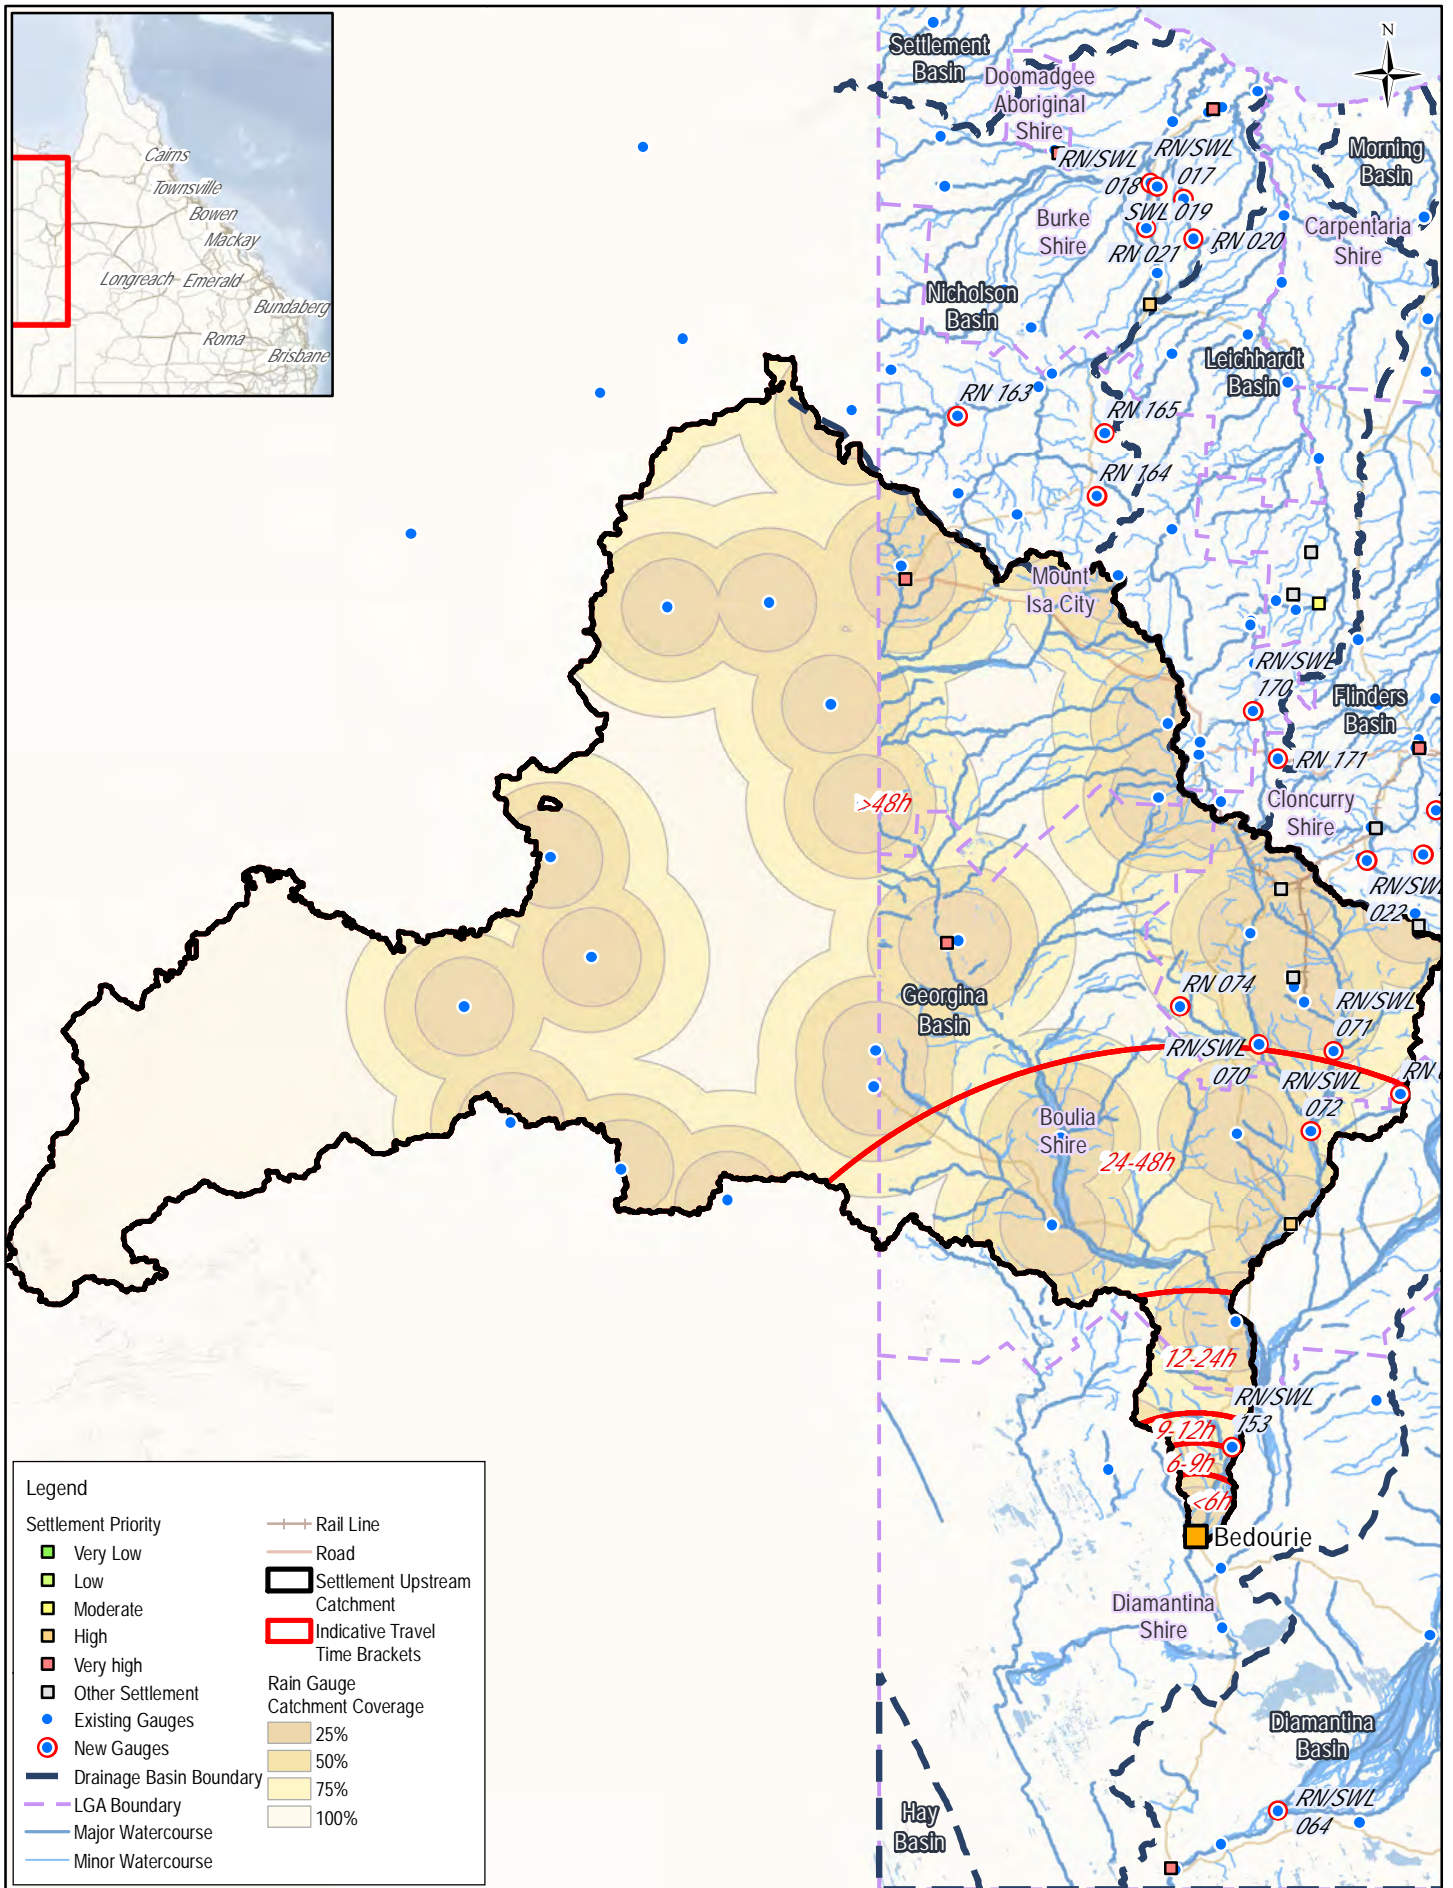 N
Cairns
Townsville
Bowen
Mackay
Longreach
Emerald
Bundaberg
Roma
Brisbane
Settlement
Basin
Doomadgee
Aboriginal
Shire
Morning
Basin
RN/SWL
018
RN/SWL
017
SWL 019
Burke
Shire
RN 021
RN 020
Carpentaria
Shire
Nicholson
Basin
Leichhardt
Basin
RN 163
RN 165
RN 164
Mount
Isa City
RN/SWL
170
Flinders
Basin
RN 171
>48h
Cloncurry
Shire
RN/SWL
022
Georgina
Basin
RN 074
RN/SWL
071
RN/SWL
070
RN/SWL
072
RN
Boulia
Shire
24-48h
12-24h
RN/SWL
153
9-12h
6-9h
<6h
Bedourie
Diamantina
Shire
Diamantina
Basin
RN/SWL
064
Hay
Basin
Legend
Settlement Priority
Very Low
Low
Moderate
High
Very high
Other Settlement
Existing Gauges
New Gauges
Drainage Basin Boundary
LGA Boundary
Major Watercourse
Minor Watercourse
Rail Line
Road
Settlement Upstream
Catchment
Indicative Travel
Time Brackets
Rain Gauge
Catchment Coverage
25%
50%
75%
100%